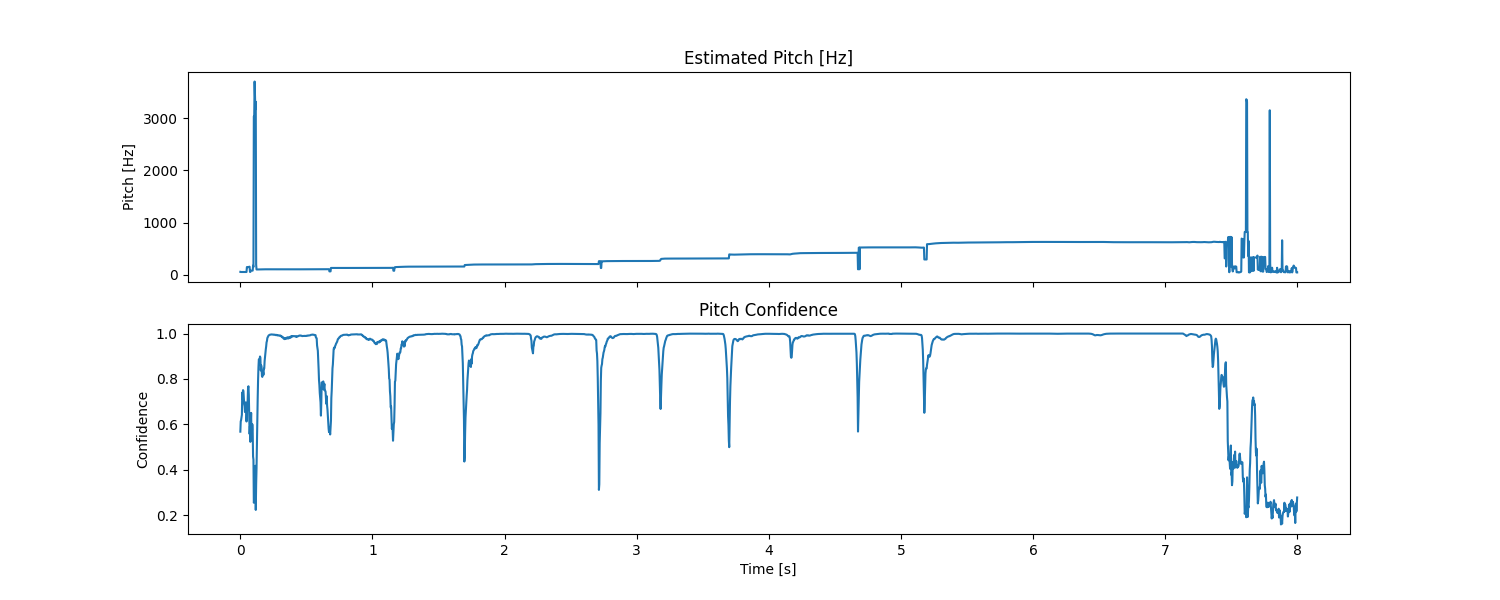 Estimated Pitch [Hz]
Pitch [Hz]
3000
2000
1000
0
Pitch Confidence
Confidence
1.0
0.8
0.6
0.4
0.2
0 1 2 3 4 5 6 7 8
Time [s]